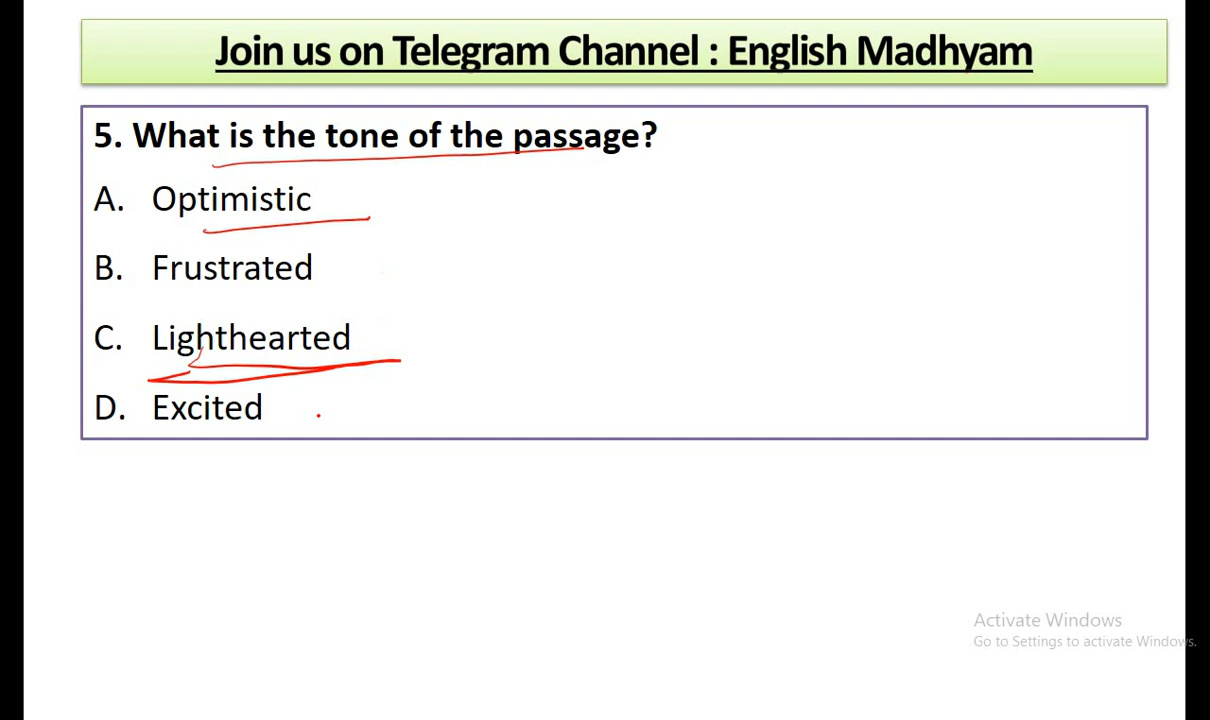 Join us on Telegram Channel : English Madhyam
5. What is the tone of the passage?
A. Optimistic
B. Frustrated
C. Lighthearted
D. Excited
Activate Windows
Go to Settings to activate Windows.